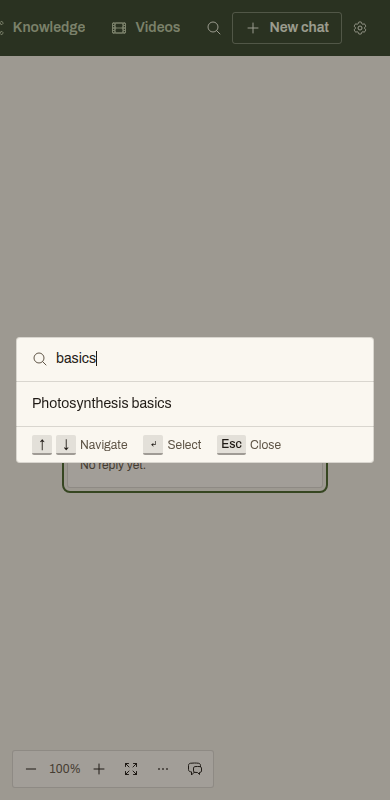 Knowledge
Videos
New chat
basics
Photosynthesis basics
↑ ↓ Navigate
↵ Select
Esc Close
No reply yet.
100%